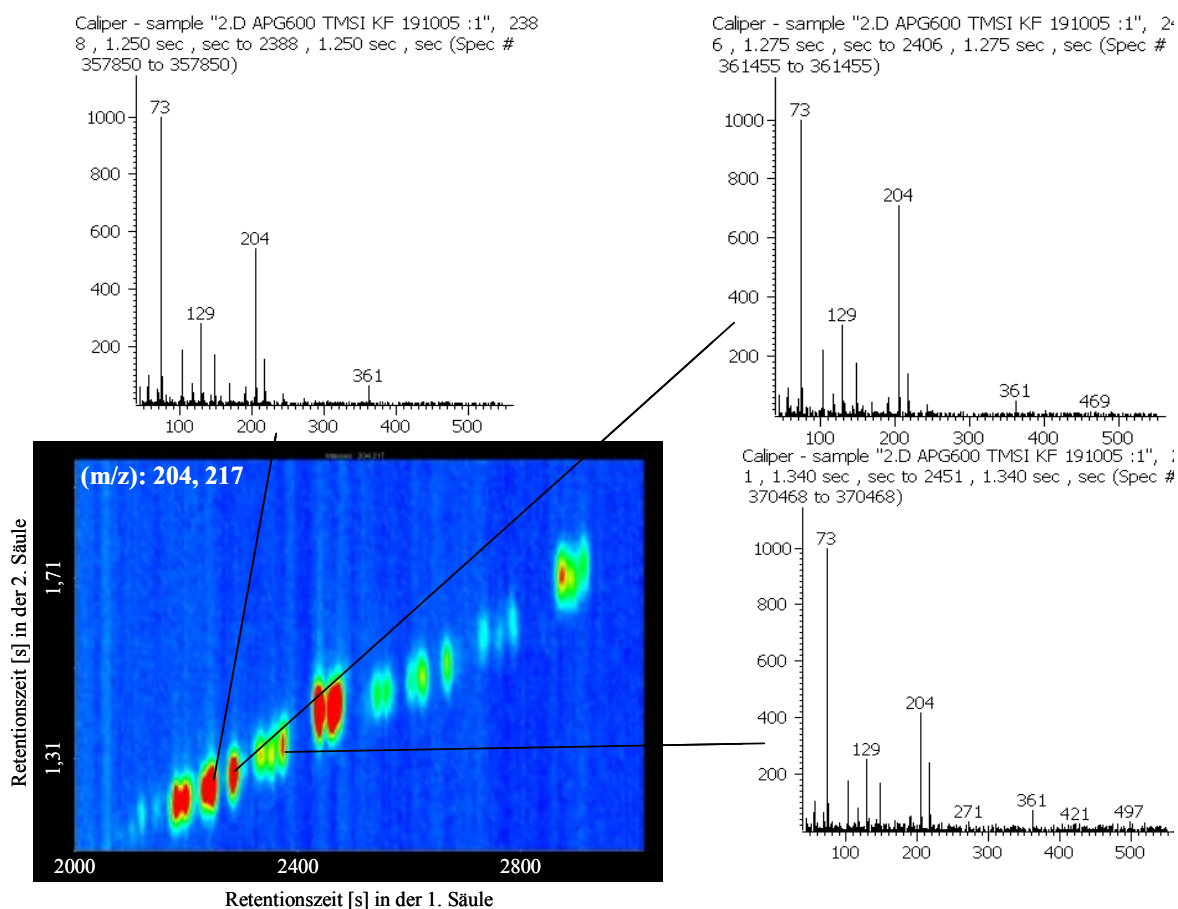 Caliper - sample "2.D APG600 TMSI KF 191005 :1", 238
8 , 1.250 sec , sec to 2388 , 1.250 sec , sec (Spec #
357850 to 357850)
73
1000
800
600
400
200
204
129
361
100 200 300 400 500
Caliper - sample "2.D APG600 TMSI KF 191005 :1", 24
6 , 1.275 sec , sec to 2406 , 1.275 sec , sec (Spec #
361455 to 361455)
73
1000
800
600
400
200
204
129
361
469
100 200 300 400 500
Caliper - sample "2.D APG600 TMSI KF 191005 :1",
1 , 1.340 sec , sec to 2451 , 1.340 sec , sec (Spec #
370468 to 370468)
73
1000
800
600
400
200
204
129
271
361
421
497
100 200 300 400 500
(m/z): 204, 217
Retentionszeit [s] in der 2. Säule
1,71
1,31
2000 2400 2800
Retentionszeit [s] in der 1. Säule